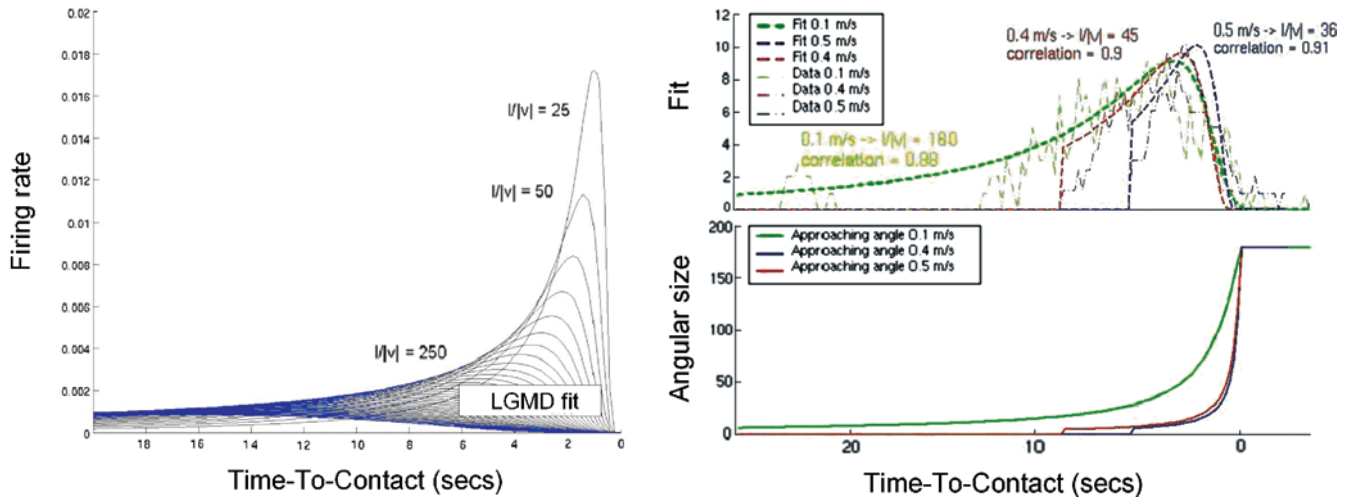 0.02
0.018
0.016
0.014
0.012
0.01
0.008
0.006
0.004
0.002
0
Firing rate
l/|v| = 25
l/|v| = 50
l/|v| = 250
LGMD fit
18 16 14 12 10 8 6 4 2 0
Time-To-Contact (secs)
12
10
8
6
4
2
0
Fit
Fit 0.1 m/s
Fit 0.5 m/s
Fit 0.4 m/s
Data 0.1 m/s
Data 0.4 m/s
Data 0.5 m/s
0.4 m/s -> l/|v| = 45
correlation = 0.9
0.5 m/s -> l/|v| = 36
correlation = 0.91
0.1 m/s -> l/|v| = 180
correlation = 0.88
200
150
100
50
0
Angular size
Approaching angle 0.1 m/s
Approaching angle 0.4 m/s
Approaching angle 0.5 m/s
20 10 0
Time-To-Contact (secs)